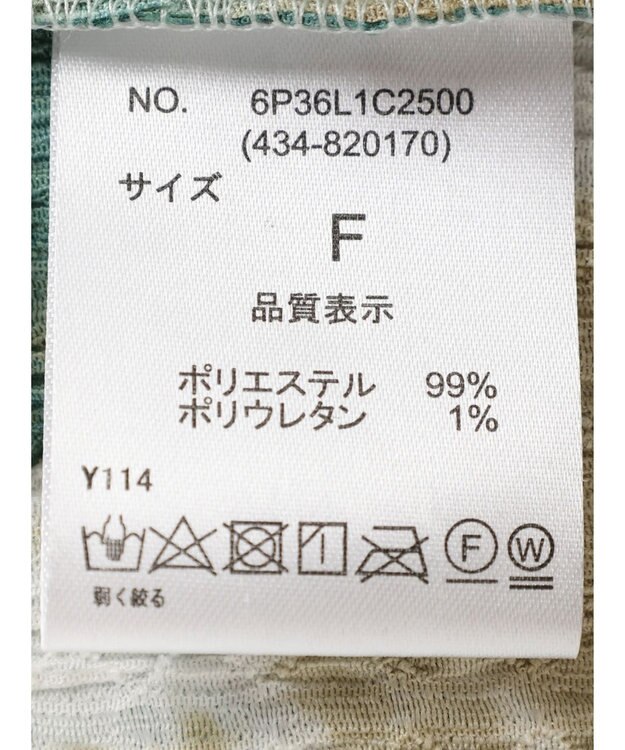 NO. 6P36L1C2500
(434-820170)
サイズ
F
品質表示
ポリエステル 99%
ポリウレタン 1%
Y114
F W
弱く絞る